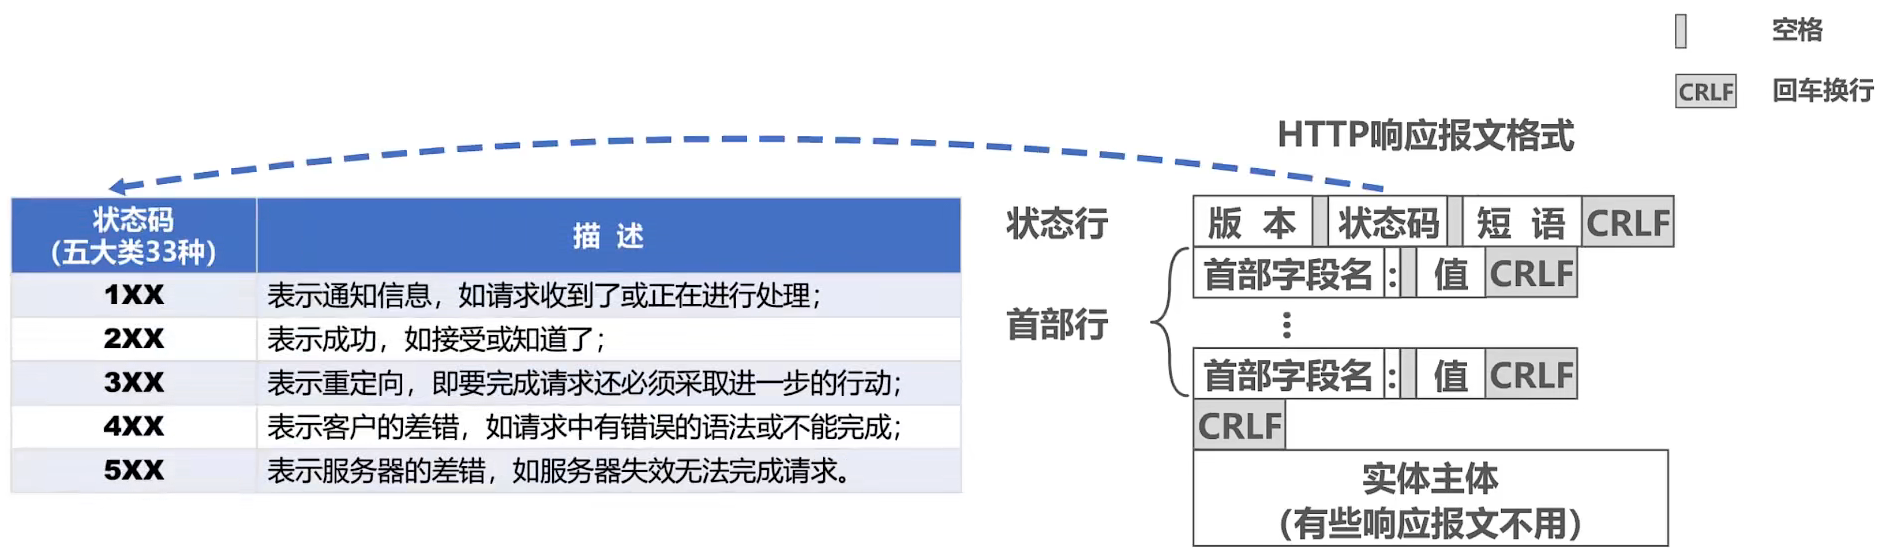 空格
CRLF 回车换行
HTTP响应报文格式
状态码
(五大类33种)
描 述
1XX 表示通知信息，如请求收到了或正在进行处理；
2XX 表示成功，如接受或知道了；
3XX 表示重定向，即要完成请求还必须采取进一步的行动；
4XX 表示客户的差错，如请求中有错误的语法或不能完成；
5XX 表示服务器的差错，如服务器失效无法完成请求。
状态行 版 本 状态码 短 语 CRLF
首部字段名 : 值 CRLF
首部行
⋮
首部字段名 : 值 CRLF
CRLF
实体主体
（有些响应报文不用）